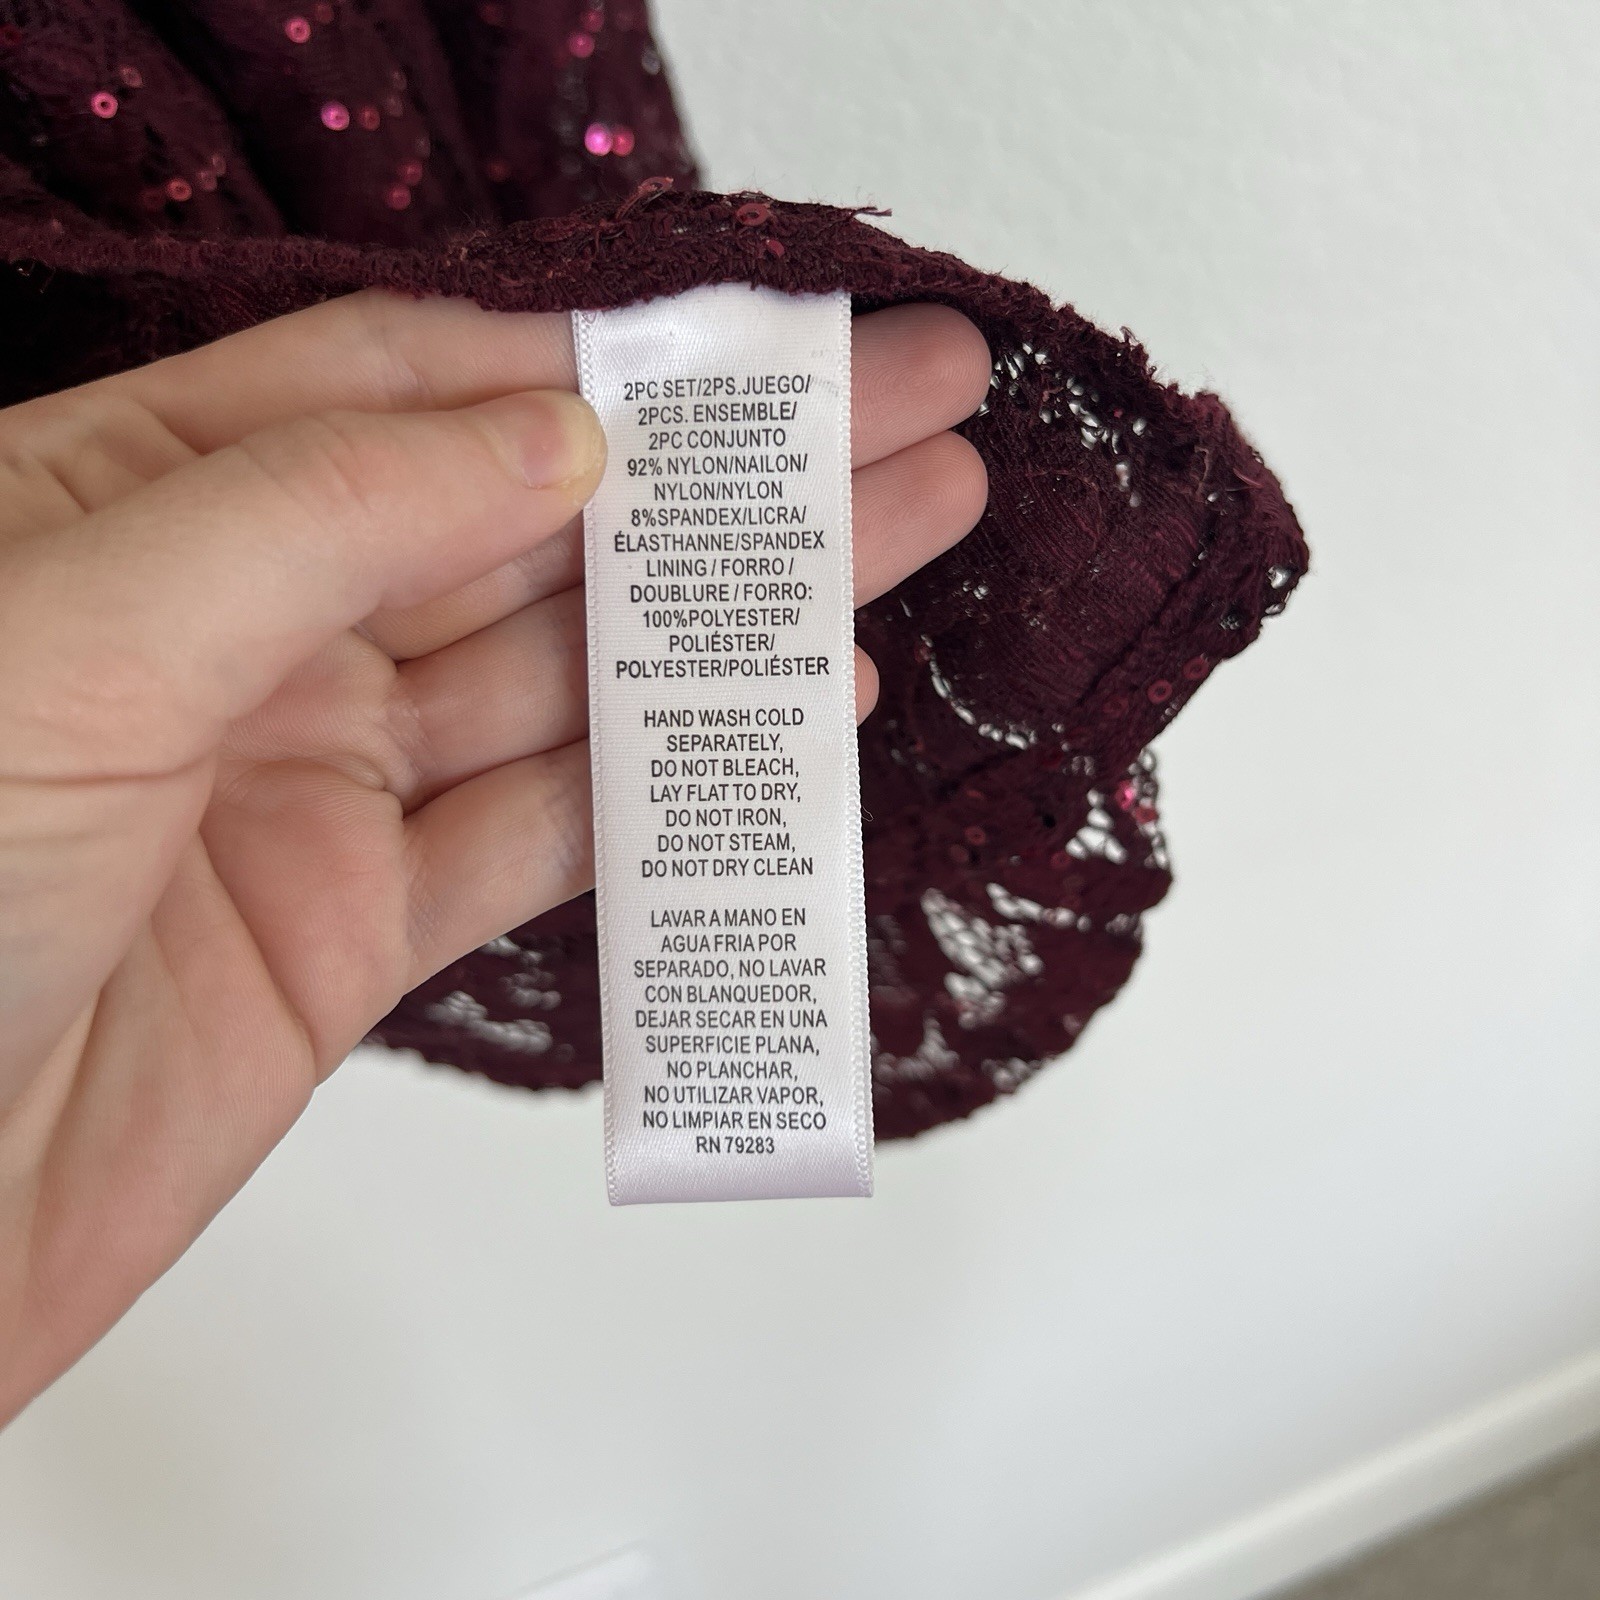 2PC SET/2PS.JUEGO/
2PCS. ENSEMBLE/
2PC CONJUNTO
92% NYLON/NAILON/
NYLON/NYLON
8%SPANDEX/LICRA/
ÉLASTHANNE/SPANDEX
LINING / FORRO /
DOUBLURE / FORRO:
100%POLYESTER/
POLIÉSTER/
POLYESTER/POLIÉSTER
HAND WASH COLD
SEPARATELY,
DO NOT BLEACH,
LAY FLAT TO DRY,
DO NOT IRON,
DO NOT STEAM,
DO NOT DRY CLEAN
LAVAR A MANO EN
AGUA FRIA POR
SEPARADO, NO LAVAR
CON BLANQUEDOR,
DEJAR SECAR EN UNA
SUPERFICIE PLANA,
NO PLANCHAR,
NO UTILIZAR VAPOR,
NO LIMPIAR EN SECO
RN 79283